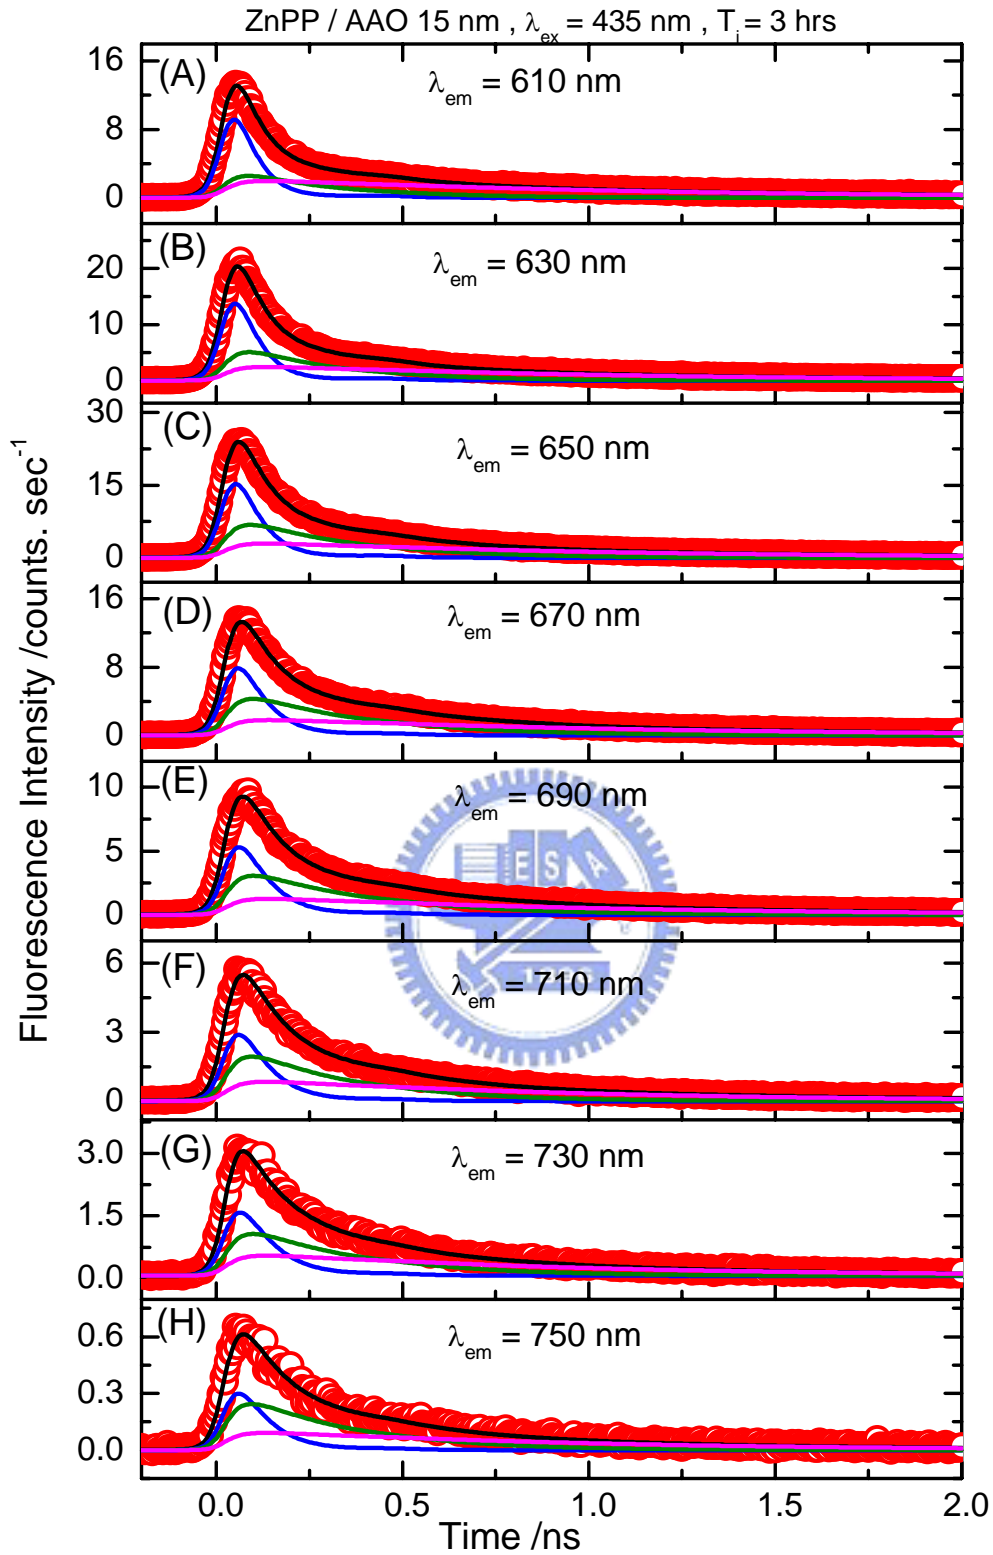 ZnPP / AAO 15 nm , λex = 435 nm , Ti = 3 hrs
(A)
λem = 610 nm
16
8
0
(B)
λem = 630 nm
20
10
0
(C)
λem = 650 nm
30
15
0
(D)
λem = 670 nm
16
8
0
(E)
λem = 690 nm
10
5
0
(F)
λem = 710 nm
6
3
0
(G)
λem = 730 nm
3.0
1.5
0.0
(H)
λem = 750 nm
0.6
0.3
0.0
Fluorescence Intensity /counts. sec-1
0.0 0.5 1.0 1.5 2.0
Time /ns
E S A